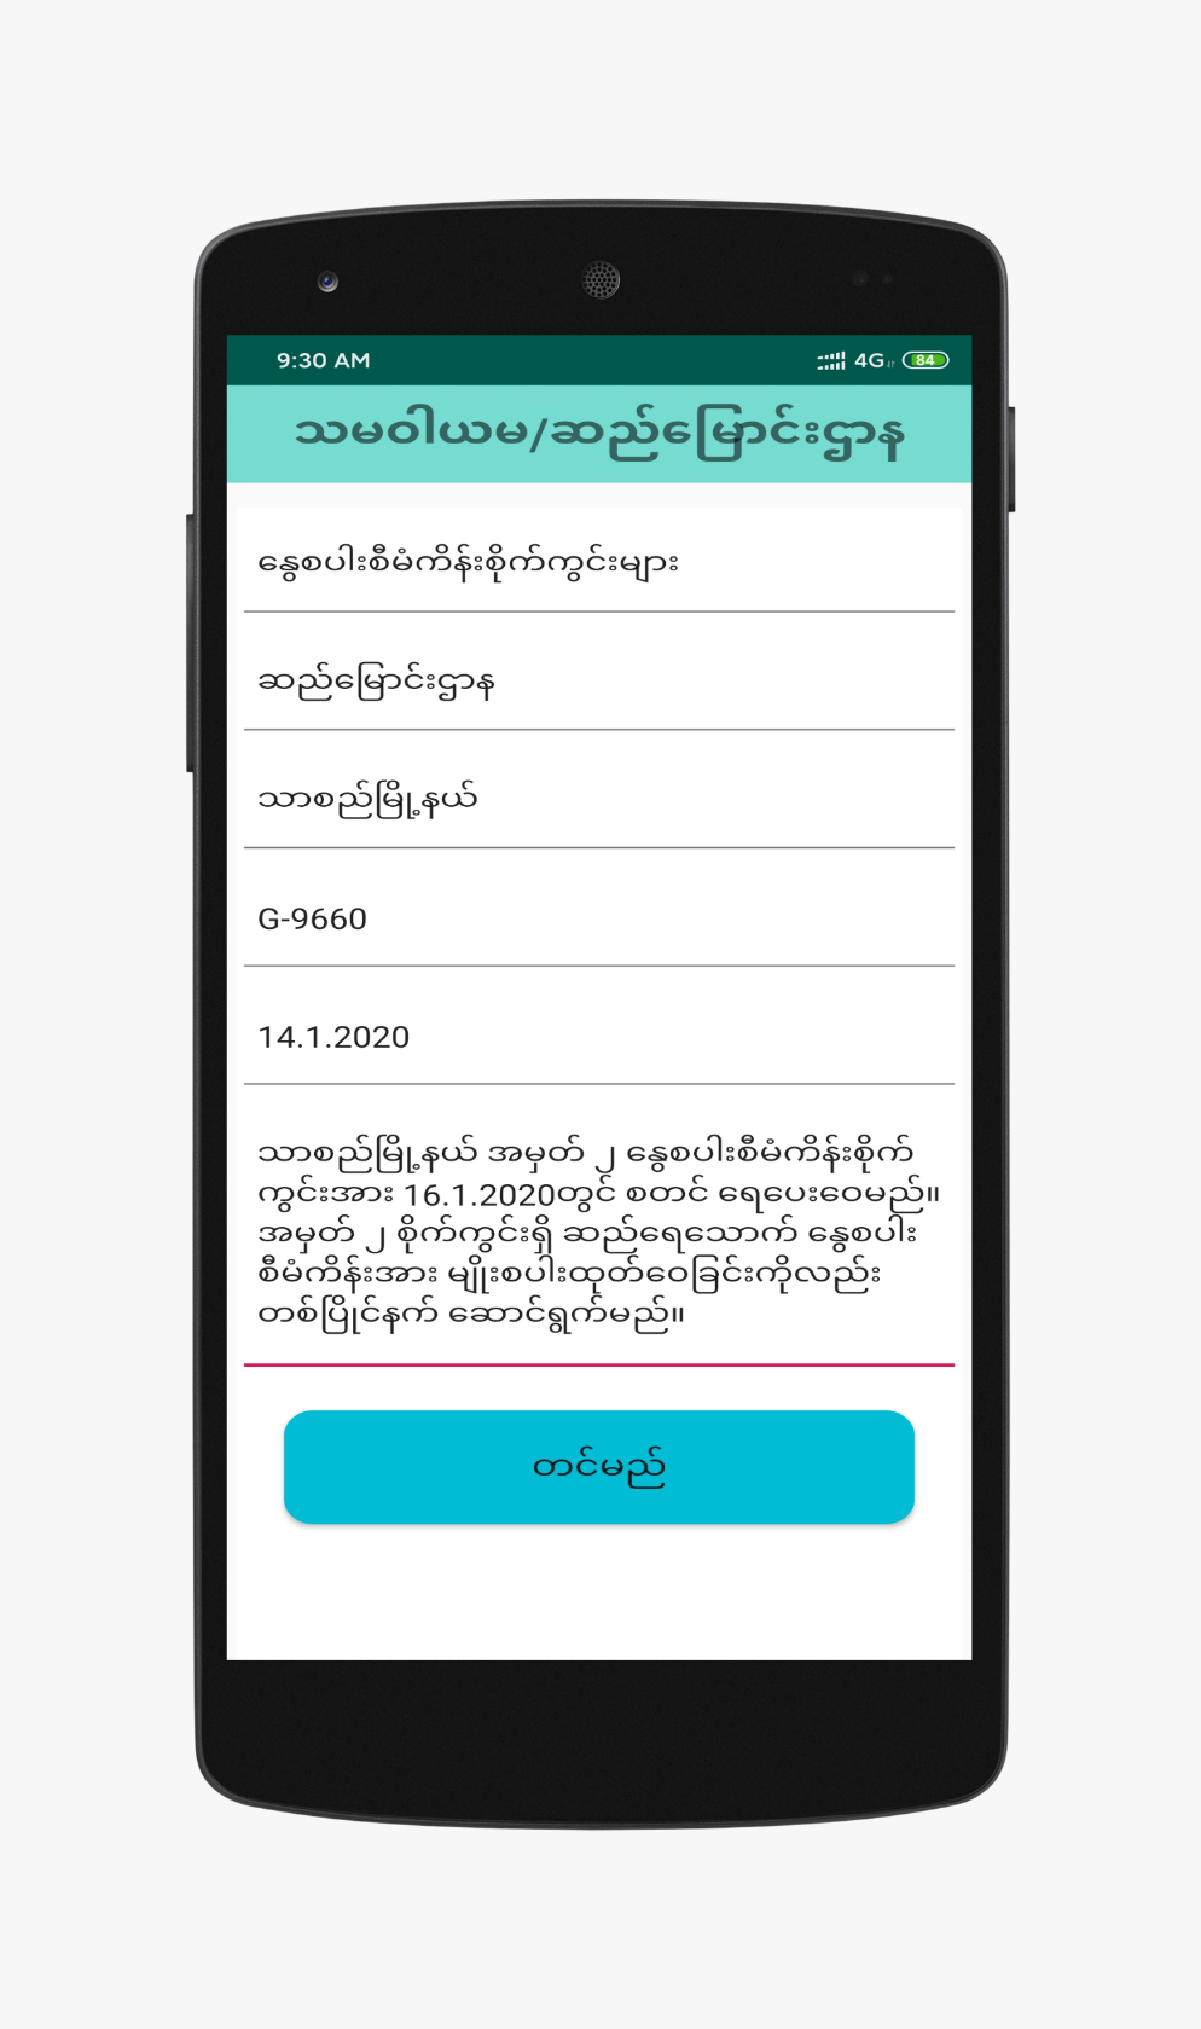 9:30 AM 4G 84
သမဝါယမ/ဆည်မြောင်းဌာန
နွေစပါးစီမံကိန်းစိုက်ကွင်းများ
ဆည်မြောင်းဌာန
သာစည်မြို့နယ်
G-9660
14.1.2020
သာစည်မြို့နယ် အမှတ် ၂ နွေစပါးစီမံကိန်းစိုက်
ကွင်းအား 16.1.2020တွင် စတင် ရေပေးဝေမည်။
အမှတ် ၂ စိုက်ကွင်းရှိ ဆည်ရေသောက် နွေစပါး
စီမံကိန်းအား မျိုးစပါးထုတ်ဝေခြင်းကိုလည်း
တစ်ပြိုင်နက် ဆောင်ရွက်မည်။
တင်မည်